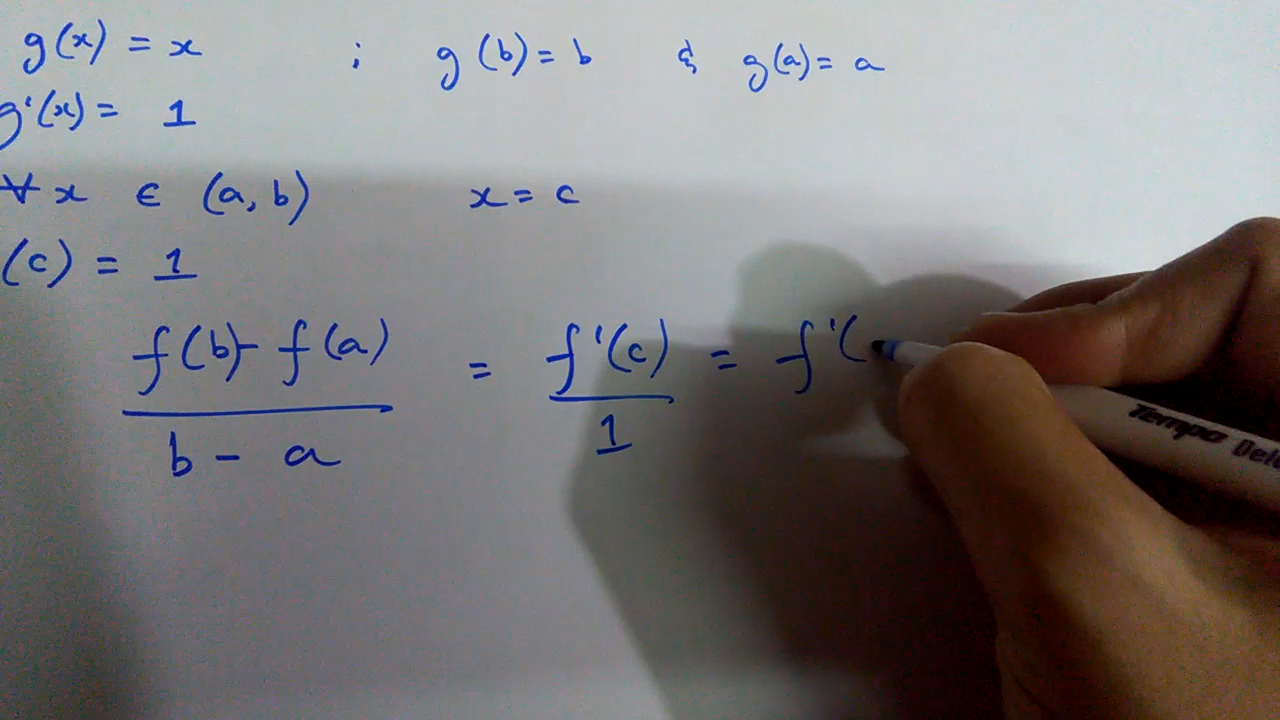 g(x) = x ; g(b) = b & g(a) = a
g'(x) = 1
∀ x ∈ (a, b) x = c
(c) = 1
f(b) - f(a) = f'(c) = f'(
b - a 1
Tempo